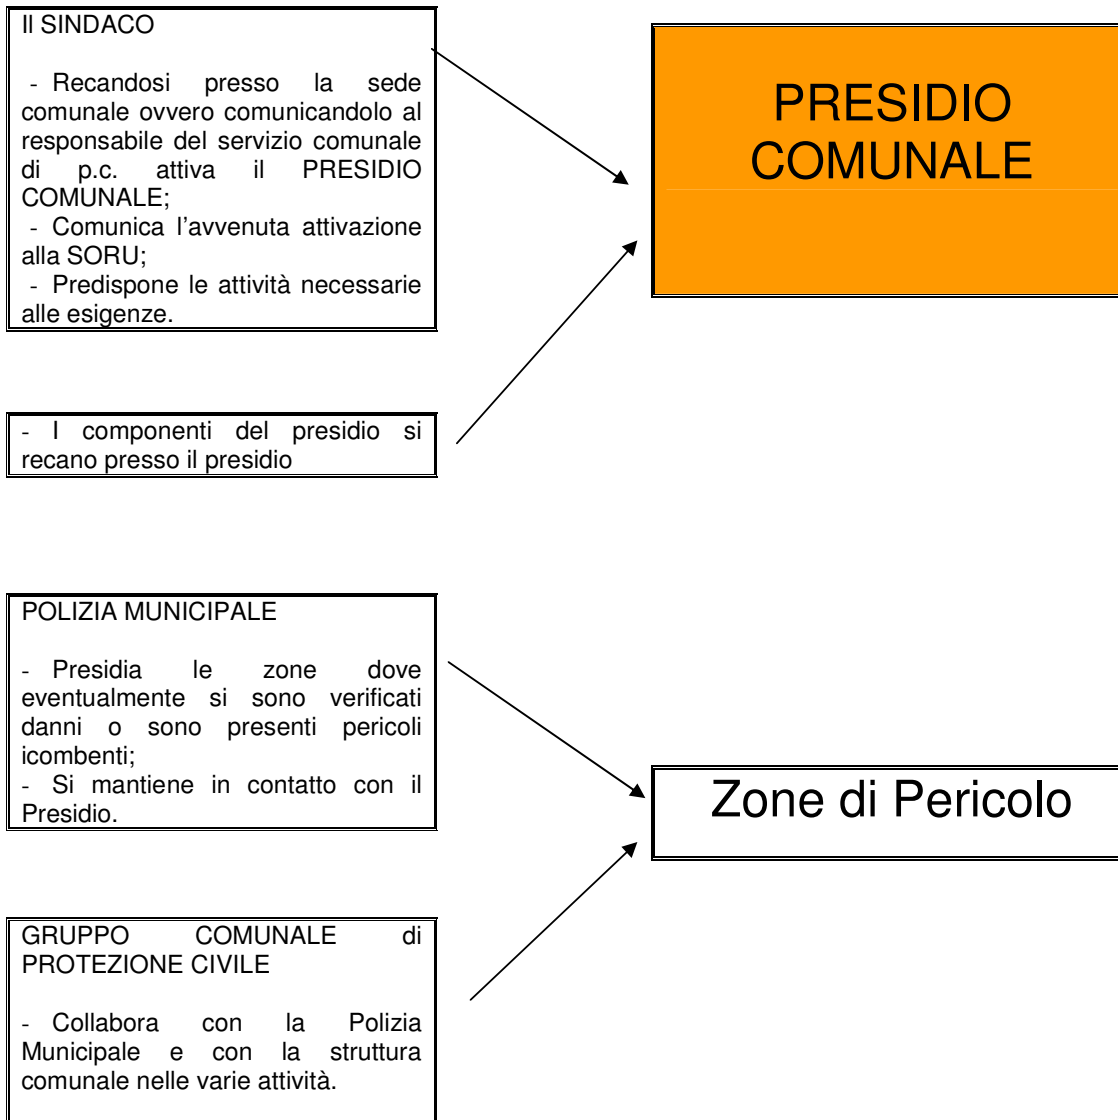 Il SINDACO
- Recandosi presso la sede
comunale ovvero comunicandolo al
responsabile del servizio comunale
di p.c. attiva il PRESIDIO
COMUNALE;
- Comunica l'avvenuta attivazione
alla SORU;
- Predispone le attività necessarie
alle esigenze.
PRESIDIO
COMUNALE
- I componenti del presidio si
recano presso il presidio
POLIZIA MUNICIPALE
- Presidia le zone dove
eventualmente si sono verificati
danni o sono presenti pericoli
icombenti;
- Si mantiene in contatto con il
Presidio.
Zone di Pericolo
GRUPPO COMUNALE di
PROTEZIONE CIVILE
- Collabora con la Polizia
Municipale e con la struttura
comunale nelle varie attività.